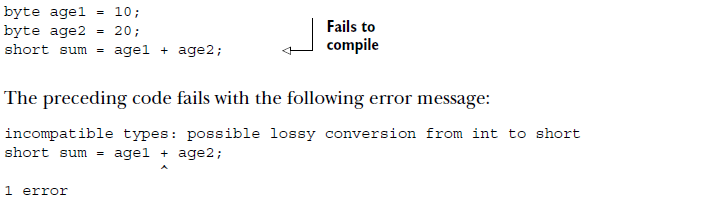 byte age1 = 10;
byte age2 = 20;
short sum = age1 + age2;
Fails to
compile
The preceding code fails with the following error message:
incompatible types: possible lossy conversion from int to short
short sum = age1 + age2;
^
1 error